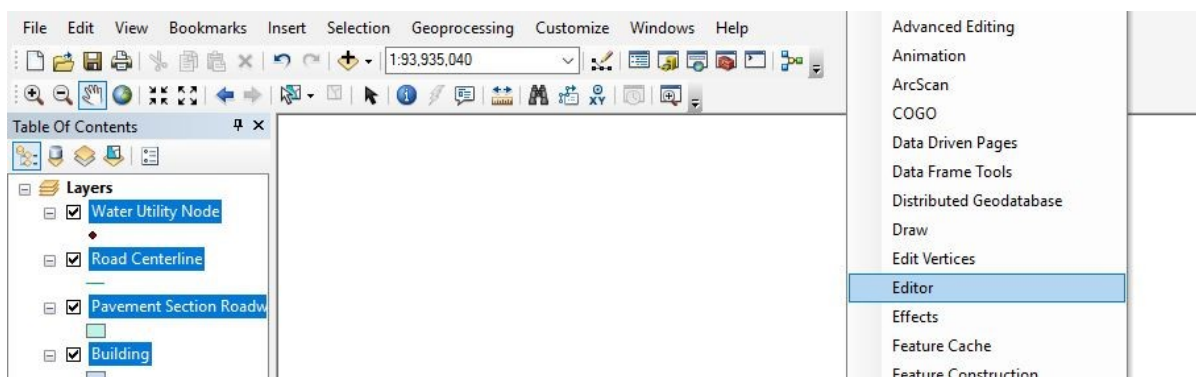 File Edit View Bookmarks Insert Selection Geoprocessing Customize Windows Help
1:93,935,040
Table Of Contents
Layers
Water Utility Node
Road Centerline
Pavement Section Roadw
Building
Advanced Editing
Animation
ArcScan
COGO
Data Driven Pages
Data Frame Tools
Distributed Geodatabase
Draw
Edit Vertices
Editor
Effects
Feature Cache
Feature Construction